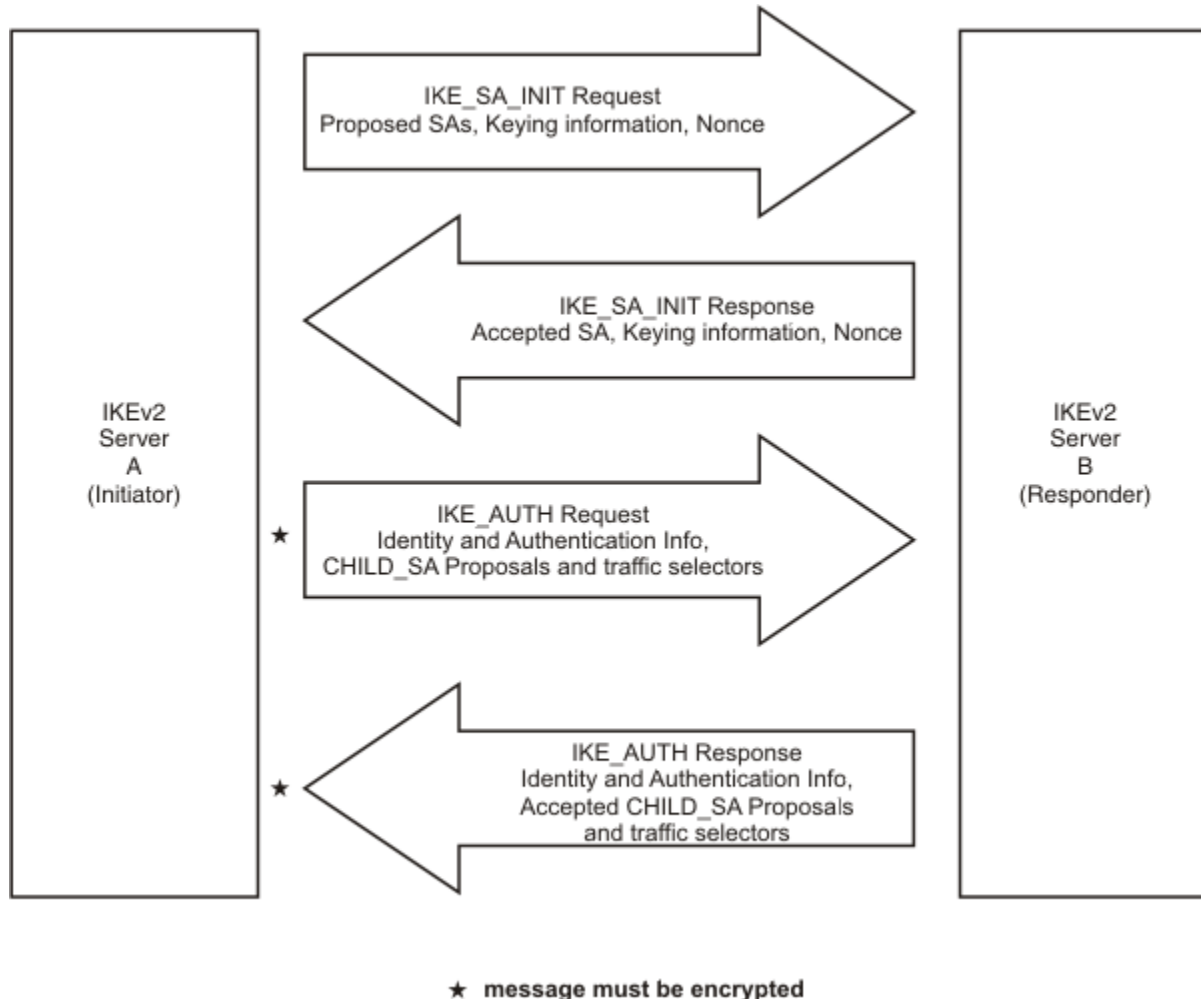 IKE_SA_INIT Request
Proposed SAs, Keying information, Nonce
IKE_SA_INIT Response
Accepted SA, Keying information, Nonce
IKEv2
Server
A
(Initiator)
IKEv2
Server
B
(Responder)
★
IKE_AUTH Request
Identity and Authentication Info,
CHILD_SA Proposals and traffic selectors
★
IKE_AUTH Response
Identity and Authentication Info,
Accepted CHILD_SA Proposals
and traffic selectors
★ message must be encrypted